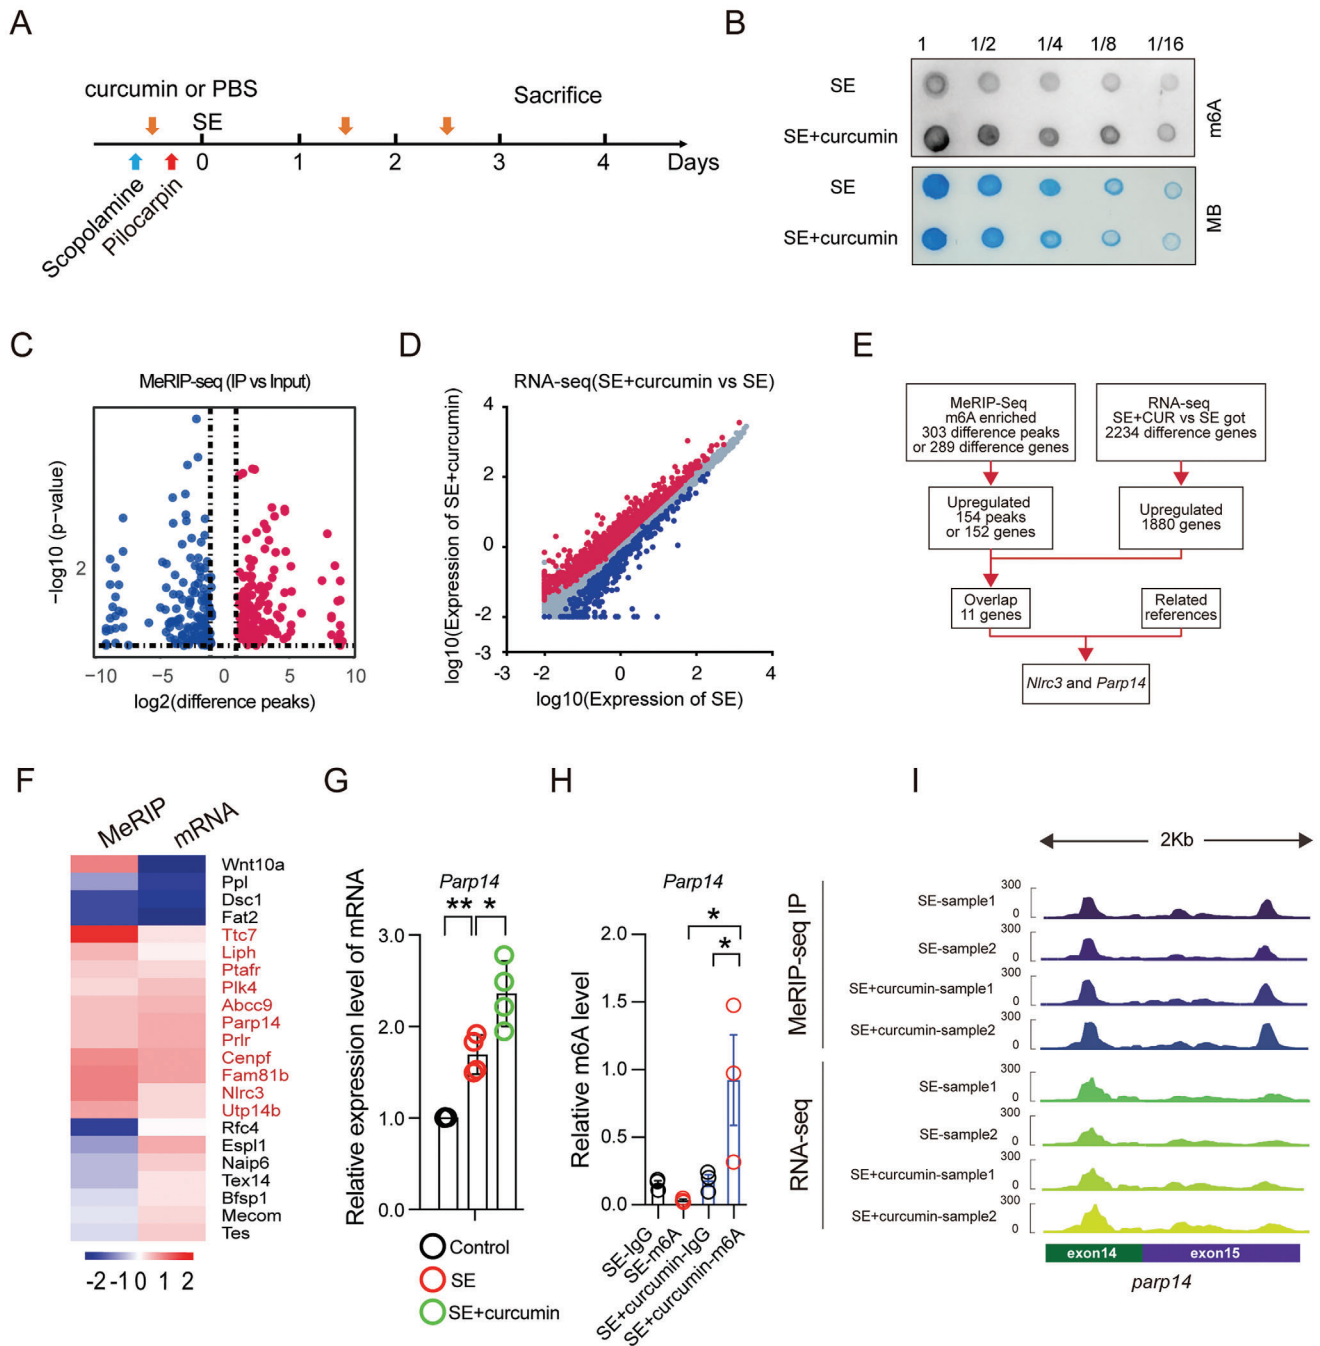 A
curcumin or PBS
SE
Sacrifice
0
1
2
3
4
Days
Scopolamine
Pilocarpin
B
1
1/2
1/4
1/8
1/16
SE
SE+curcumin
m6A
SE
SE+curcumin
MB
C
MeRIP-seq (IP vs Input)
−log10 (p−value)
2
−10
−5
0
5
10
log2(difference peaks)
D
RNA-seq(SE+curcumin vs SE)
log10(Expression of SE+curcumin)
4
2
0
-2
-3
-3
-2
0
2
4
log10(Expression of SE)
E
MeRIP-Seq
m6A enriched
303 difference peaks
or 289 difference genes
RNA-seq
SE+CUR vs SE got
2234 difference genes
Upregulated
154 peaks
or 152 genes
Upregulated
1880 genes
Overlap
11 genes
Related
references
Nlrc3 and Parp14
F
MeRIP
mRNA
Wnt10a
Ppl
Dsc1
Fat2
Ttc7
Liph
Ptafr
Plk4
Abcc9
Parp14
Prlr
Cenpf
Fam81b
Nlrc3
Utp14b
Rfc4
Espl1
Naip6
Tex14
Bfsp1
Mecom
Tes
-2 -1 0 1 2
G
Parp14
** *
Relative expression level of mRNA
3.0
2.0
1.0
0.0
Control
SE
SE+curcumin
H
Parp14
*
*
Relative m6A level
2.0
1.5
1.0
0.5
0.0
SE-IgG
SE-m6A
SE+curcumin-IgG
SE+curcumin-m6A
I
2Kb
MeRIP-seq IP
300
SE-sample1
0
300
SE-sample2
0
300
SE+curcumin-sample1
0
300
SE+curcumin-sample2
0
RNA-seq
300
SE-sample1
0
300
SE-sample2
0
300
SE+curcumin-sample1
0
300
SE+curcumin-sample2
0
exon14
exon15
parp14